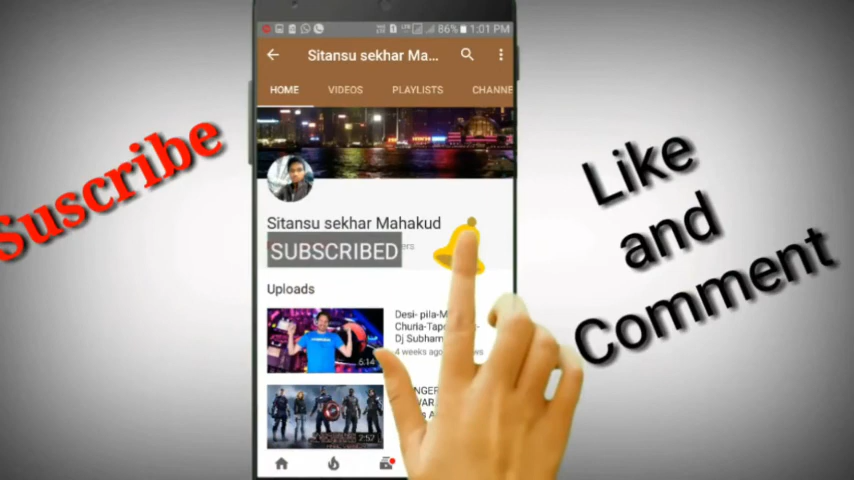 86% 1:01 PM
Sitansu sekhar Ma...
HOME VIDEOS PLAYLISTS CHANNE
Suscribe
Like
and
Comment
Sitansu sekhar Mahakud
SUBSCRIBED
Uploads
Desi- pila-M
Churia-Tapo
Dj Subham
4 weeks ago
6:14
WAR
2:52